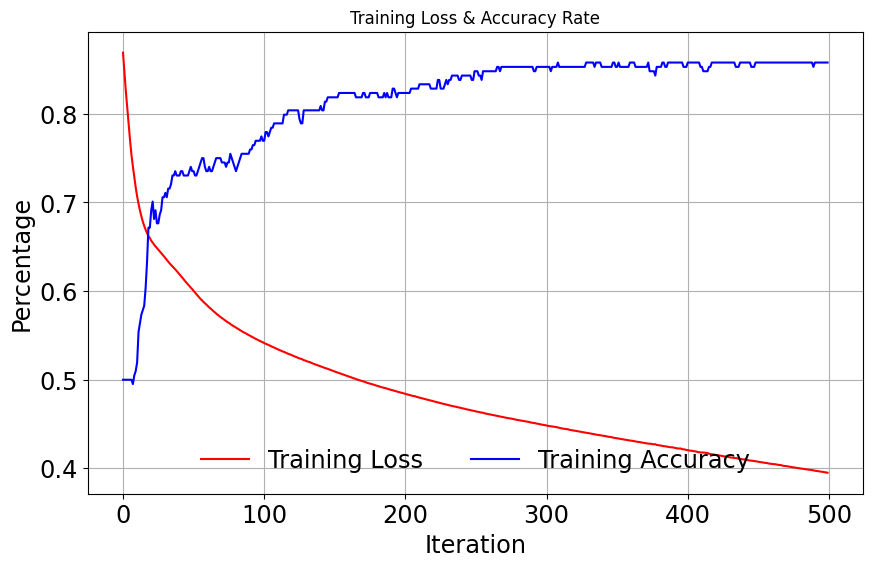 Training Loss & Accuracy Rate
Percentage
0.8
0.7
0.6
0.5
0.4
Training Loss
Training Accuracy
0 100 200 300 400 500
Iteration